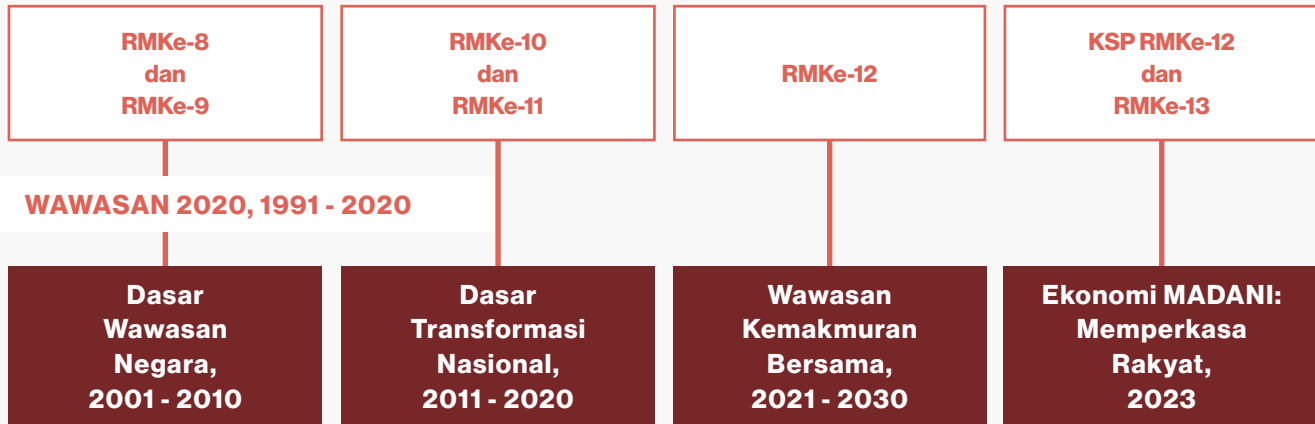 RMKe-8
dan
RMKe-9
RMKe-10
dan
RMKe-11
RMKe-12
KSP RMKe-12
dan
RMKe-13
WAWASAN 2020, 1991 - 2020
Dasar
Wawasan
Negara,
2001 - 2010
Dasar
Transformasi
Nasional,
2011 - 2020
Wawasan
Kemakmuran
Bersama,
2021 - 2030
Ekonomi MADANI:
Memperkasa
Rakyat,
2023